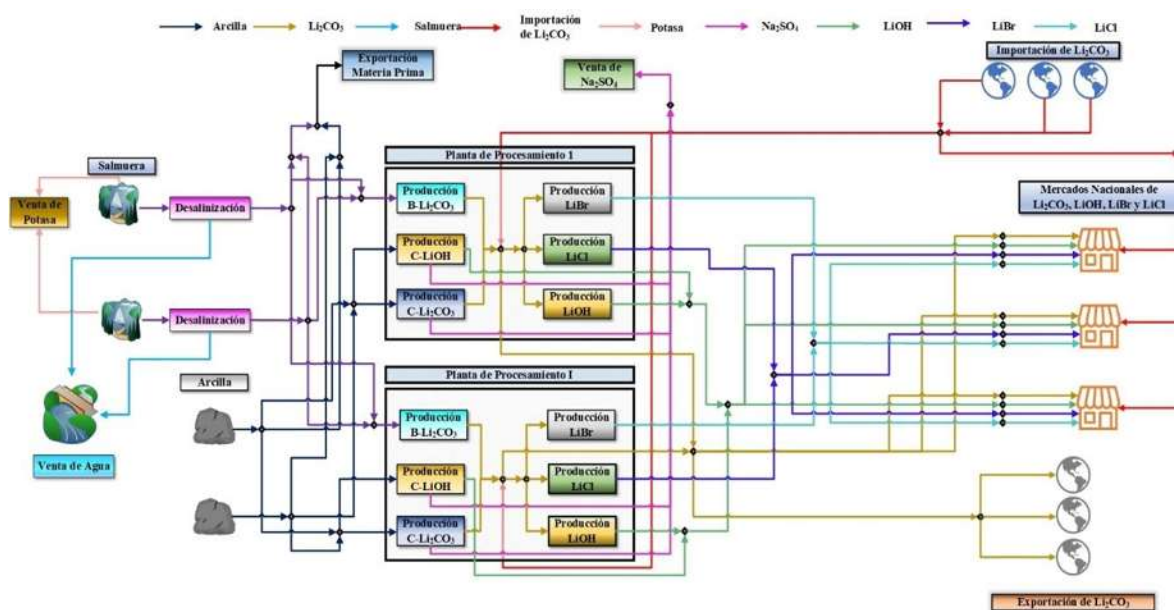 Arcilla
Li₂CO₃
Salmuera
Importación
de Li₂CO₃
Potasa
Na₂SO₄
LiOH
LiBr
LiCl
Exportación
Materia Prima
Venta de
Na₂SO₄
Importación de Li₂CO₃
Planta de Procesamiento 1
Salmuera
Venta de
Potasa
Desalinización
Producción
B-Li₂CO₃
Producción
LiBr
Mercados Nacionales de
Li₂CO₃, LiOH, LiBr y LiCl
Producción
C-LiOH
Producción
LiCl
Producción
C-Li₂CO₃
Producción
LiOH
Desalinización
Planta de Procesamiento I
Arcilla
Producción
B-Li₂CO₃
Producción
LiBr
Venta de Agua
Producción
C-LiOH
Producción
LiCl
Producción
C-Li₂CO₃
Producción
LiOH
Exportación de Li₂CO₃